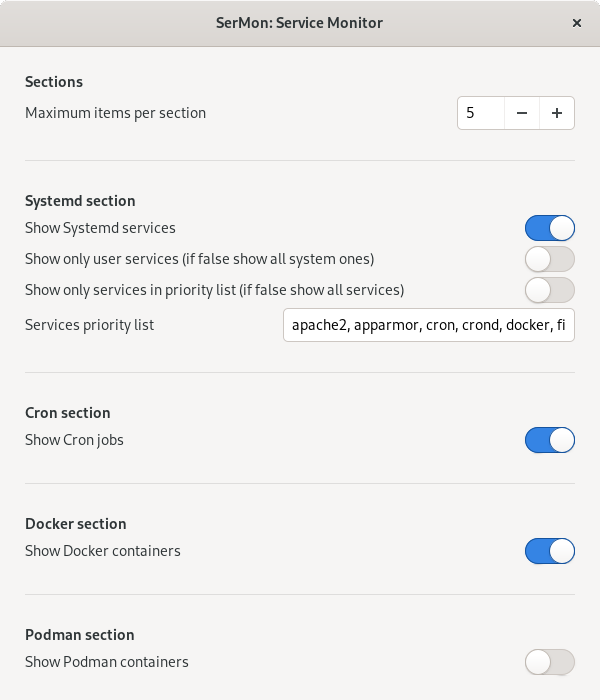 SerMon: Service Monitor
Sections
Maximum items per section 5
Systemd section
Show Systemd services
Show only user services (if false show all system ones)
Show only services in priority list (if false show all services)
Services priority list apache2, apparmor, cron, crond, docker, fi
Cron section
Show Cron jobs
Docker section
Show Docker containers
Podman section
Show Podman containers